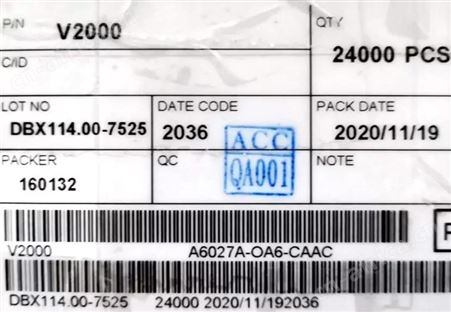 P/N V2000 QTY
24000 PCS
C/ID
LOT NO DATE CODE PACK DATE
DBX114.00-7525 2036 2020/11/19
PACKER QC ACC NOTE
160132 QA001
V2000 A6027A-OA6-CAAC
DBX114.00-7525 24000 2020/11/192036